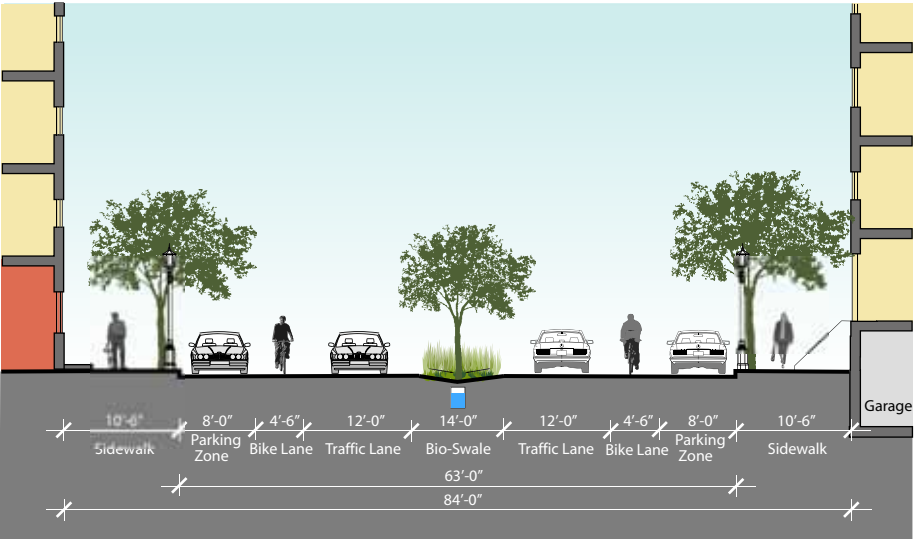 Garage
10'-6" 8'-0" 4'-6" 12'-0" 14'-0" 12'-0" 4'-6" 8'-0" 10'-6"
Sidewalk Parking Zone Bike Lane Traffic Lane Bio-Swale Traffic Lane Bike Lane Parking Zone Sidewalk
63'-0"
84'-0"